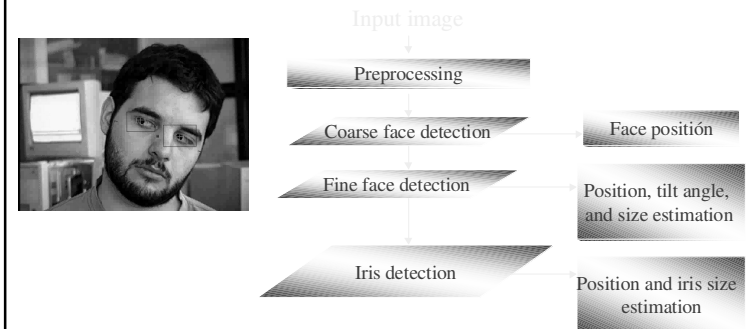 Input image
Preprocessing
Coarse face detection
Face positión
Fine face detection
Position, tilt angle,
and size estimation
Iris detection
Position and iris size
estimation